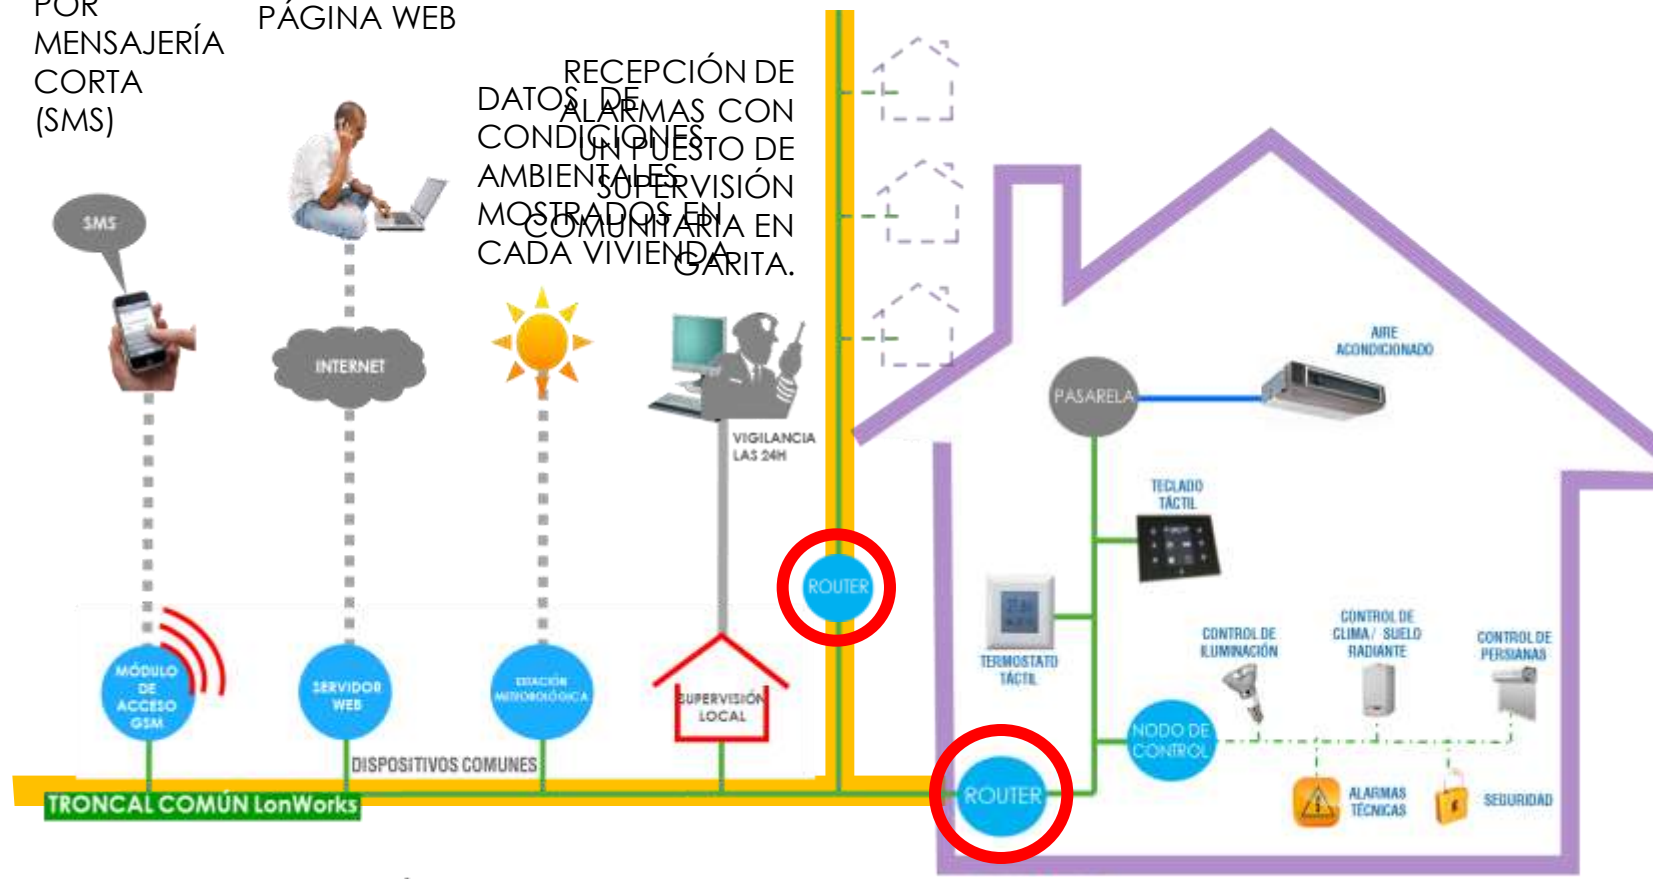 POR
MENSAJERÍA
CORTA
(SMS)
PÁGINA WEB
DATOS DE
CONDICIONES
AMBIENTALES
MOSTRADOS EN
CADA VIVIENDA
RECEPCIÓN DE
ALARMAS CON
UN PUESTO DE
SUPERVISIÓN
COMUNITARIA EN
GARITA.
SMS
INTERNET
VIGILANCIA
LAS 24H
MÓDULO
DE
ACCESO
GSM
SERVIDOR
WEB
ESTACIÓN
METEOROLÓGICA
SUPERVISIÓN
LOCAL
DISPOSITIVOS COMUNES
TRONCAL COMÚN LonWorks
ROUTER
ROUTER
PASARELA
AIRE
ACONDICIONADO
TECLADO
TÁCTIL
TERMOSTATO
TÁCTIL
NODO DE
CONTROL
CONTROL DE
ILUMINACIÓN
CONTROL DE
CLIMA / SUELO
RADIANTE
CONTROL DE
PERSIANAS
ALARMAS
TÉCNICAS
SEGURIDAD